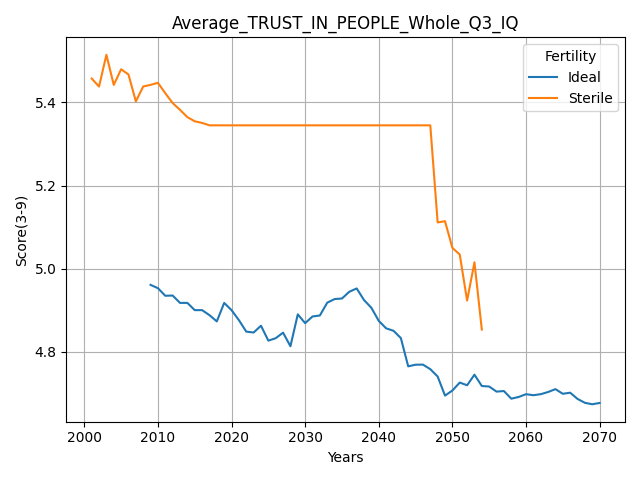 Average_TRUST_IN_PEOPLE_Whole_Q3_IQ
Fertility
Ideal
Sterile
Score(3-9)
5.4
5.2
5.0
4.8
2000 2010 2020 2030 2040 2050 2060 2070
Years